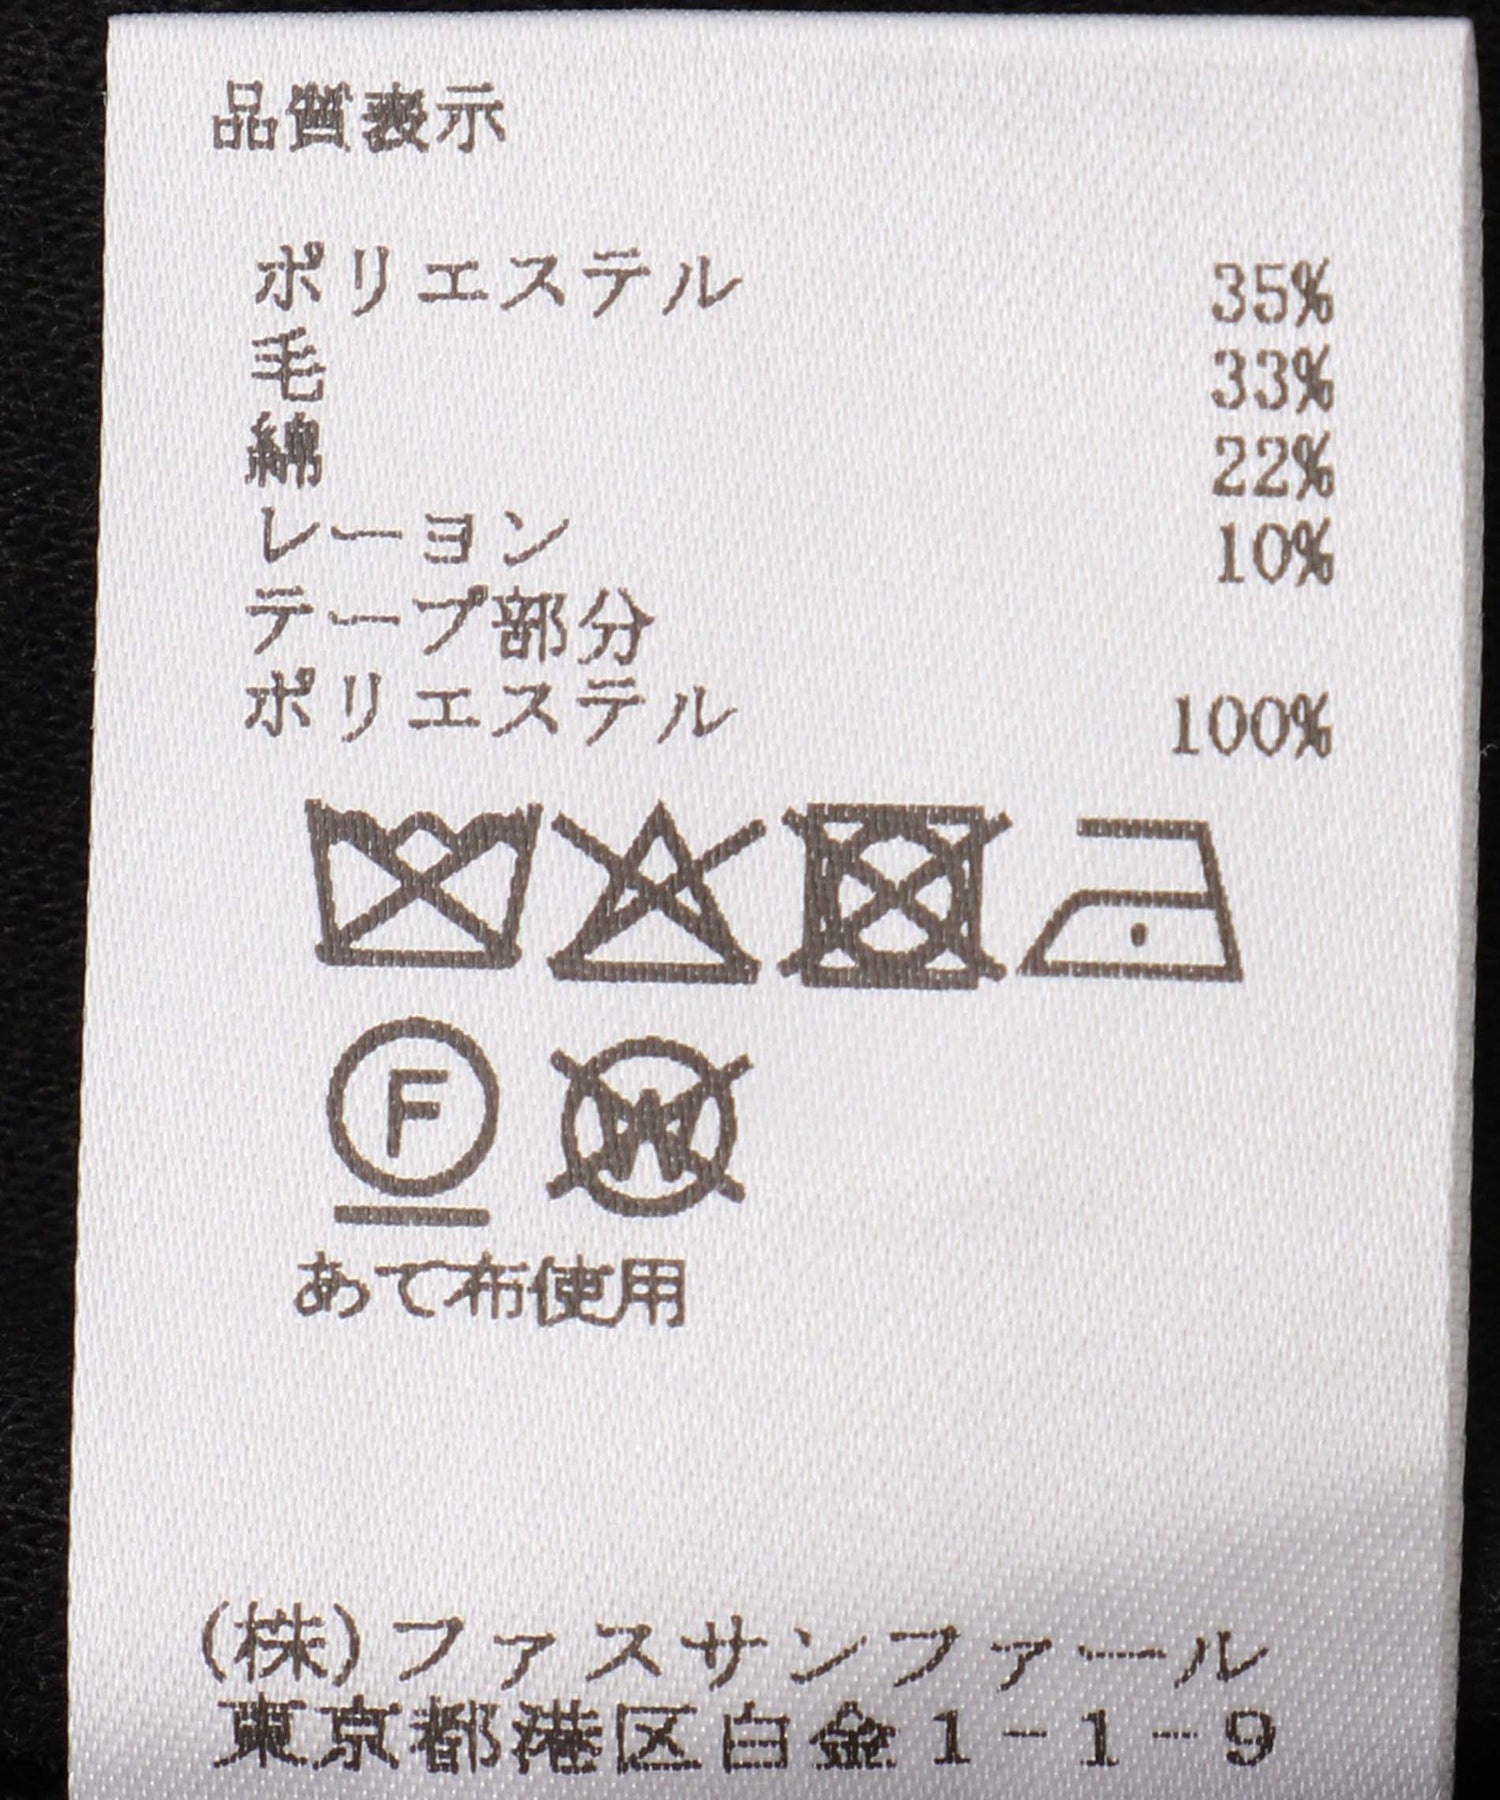 品質表示
ポリエステル 35%
毛 33%
綿 22%
レーヨン 10%
テープ部分
ポリエステル 100%
F W
あて布使用
(株)ファスサンファール
東京都港区白金1-1-9